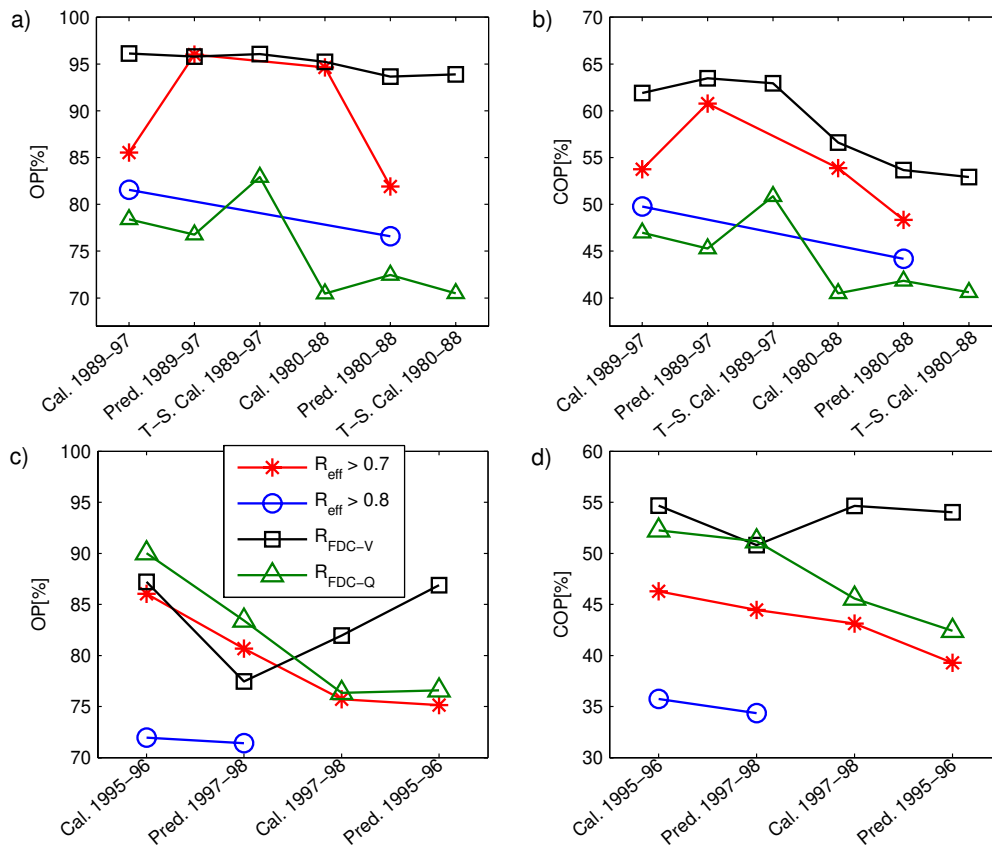 a)
100
95
90
85
80
75
70
OP[%]
Cal. 1989−97
Pred. 1989−97
T−S. Cal. 1989−97
Cal. 1980−88
Pred. 1980−88
T−S. Cal. 1980−88
b)
70
65
60
55
50
45
40
COP[%]
Cal. 1989−97
Pred. 1989−97
T−S. Cal. 1989−97
Cal. 1980−88
Pred. 1980−88
T−S. Cal. 1980−88
c)
100
95
90
85
80
75
70
OP[%]
R_eff > 0.7
R_eff > 0.8
R_FDC−V
R_FDC−Q
Cal. 1995−96
Pred. 1997−98
Cal. 1997−98
Pred. 1995−96
d)
60
55
50
45
40
35
30
COP[%]
Cal. 1995−96
Pred. 1997−98
Cal. 1997−98
Pred. 1995−96